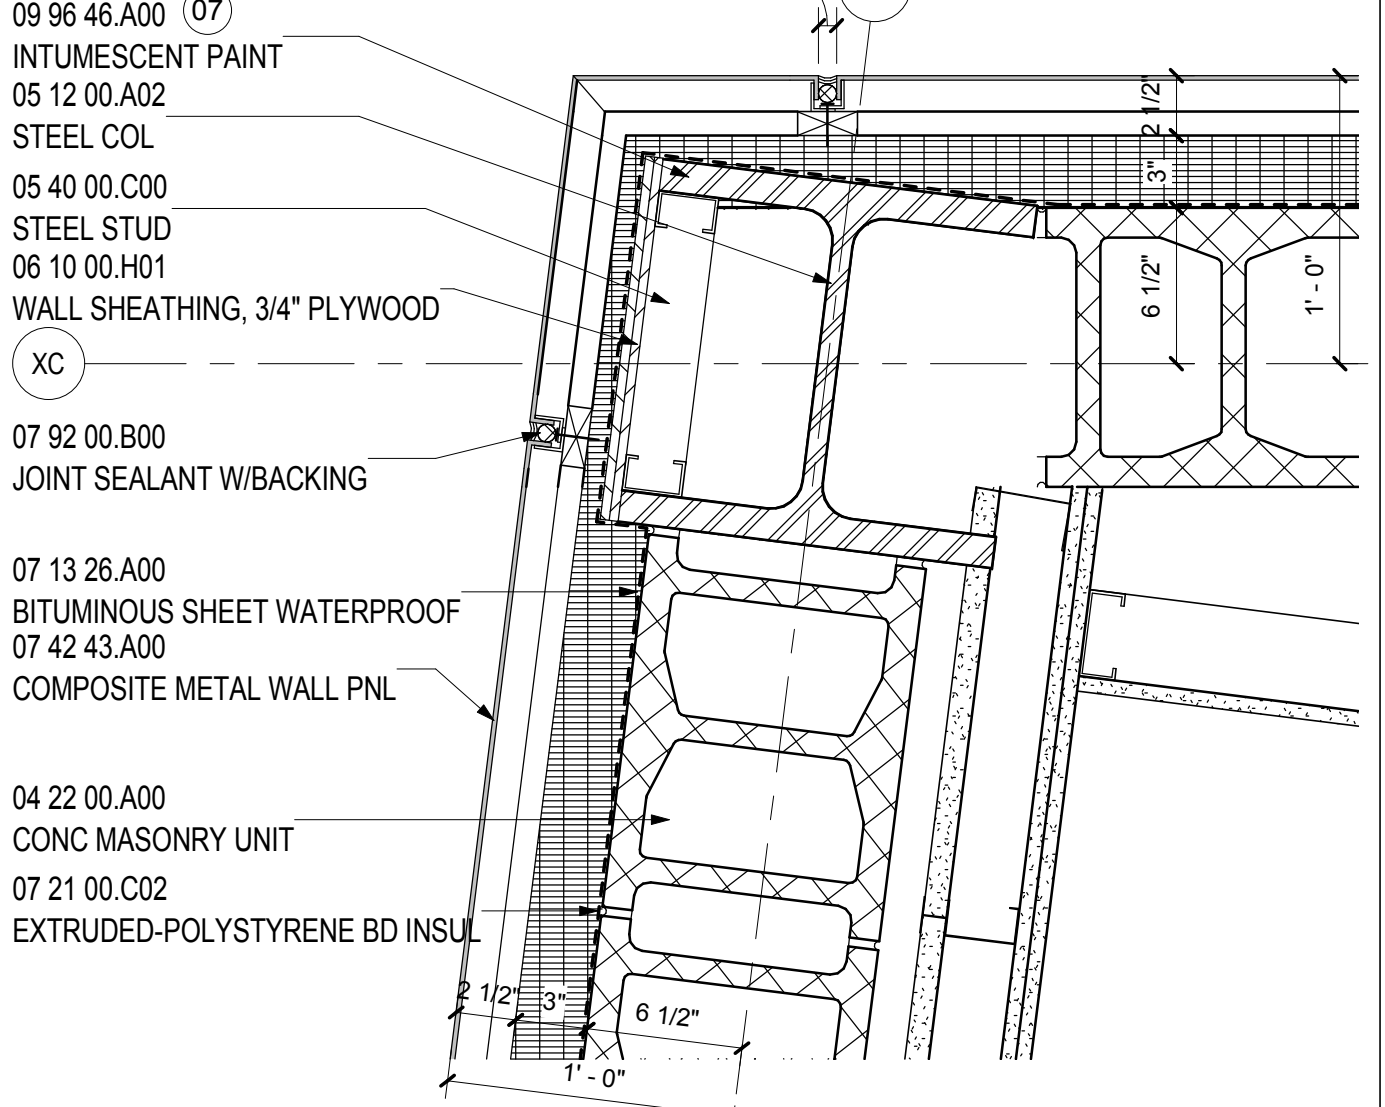 09 96 46.A00 07
INTUMESCENT PAINT
05 12 00.A02
STEEL COL
05 40 00.C00
STEEL STUD
06 10 00.H01
WALL SHEATHING, 3/4" PLYWOOD
XC
07 92 00.B00
JOINT SEALANT W/BACKING
07 13 26.A00
BITUMINOUS SHEET WATERPROOF
07 42 43.A00
COMPOSITE METAL WALL PNL
04 22 00.A00
CONC MASONRY UNIT
07 21 00.C02
EXTRUDED-POLYSTYRENE BD INSUL
2 1/2"
3"
6 1/2"
1' - 0"
2 1/2"
3"
6 1/2"
1' - 0"